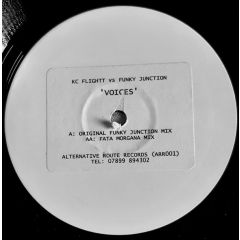 KC FLIGHTT vs FUNKY JUNCTION
'VOICES'
A: ORIGINAL FUNKY JUNCTION MIX
AA: FATA MORGANA MIX
ALTERNATIVE ROUTE RECORDS (ARR001)
TEL: 07899 894302